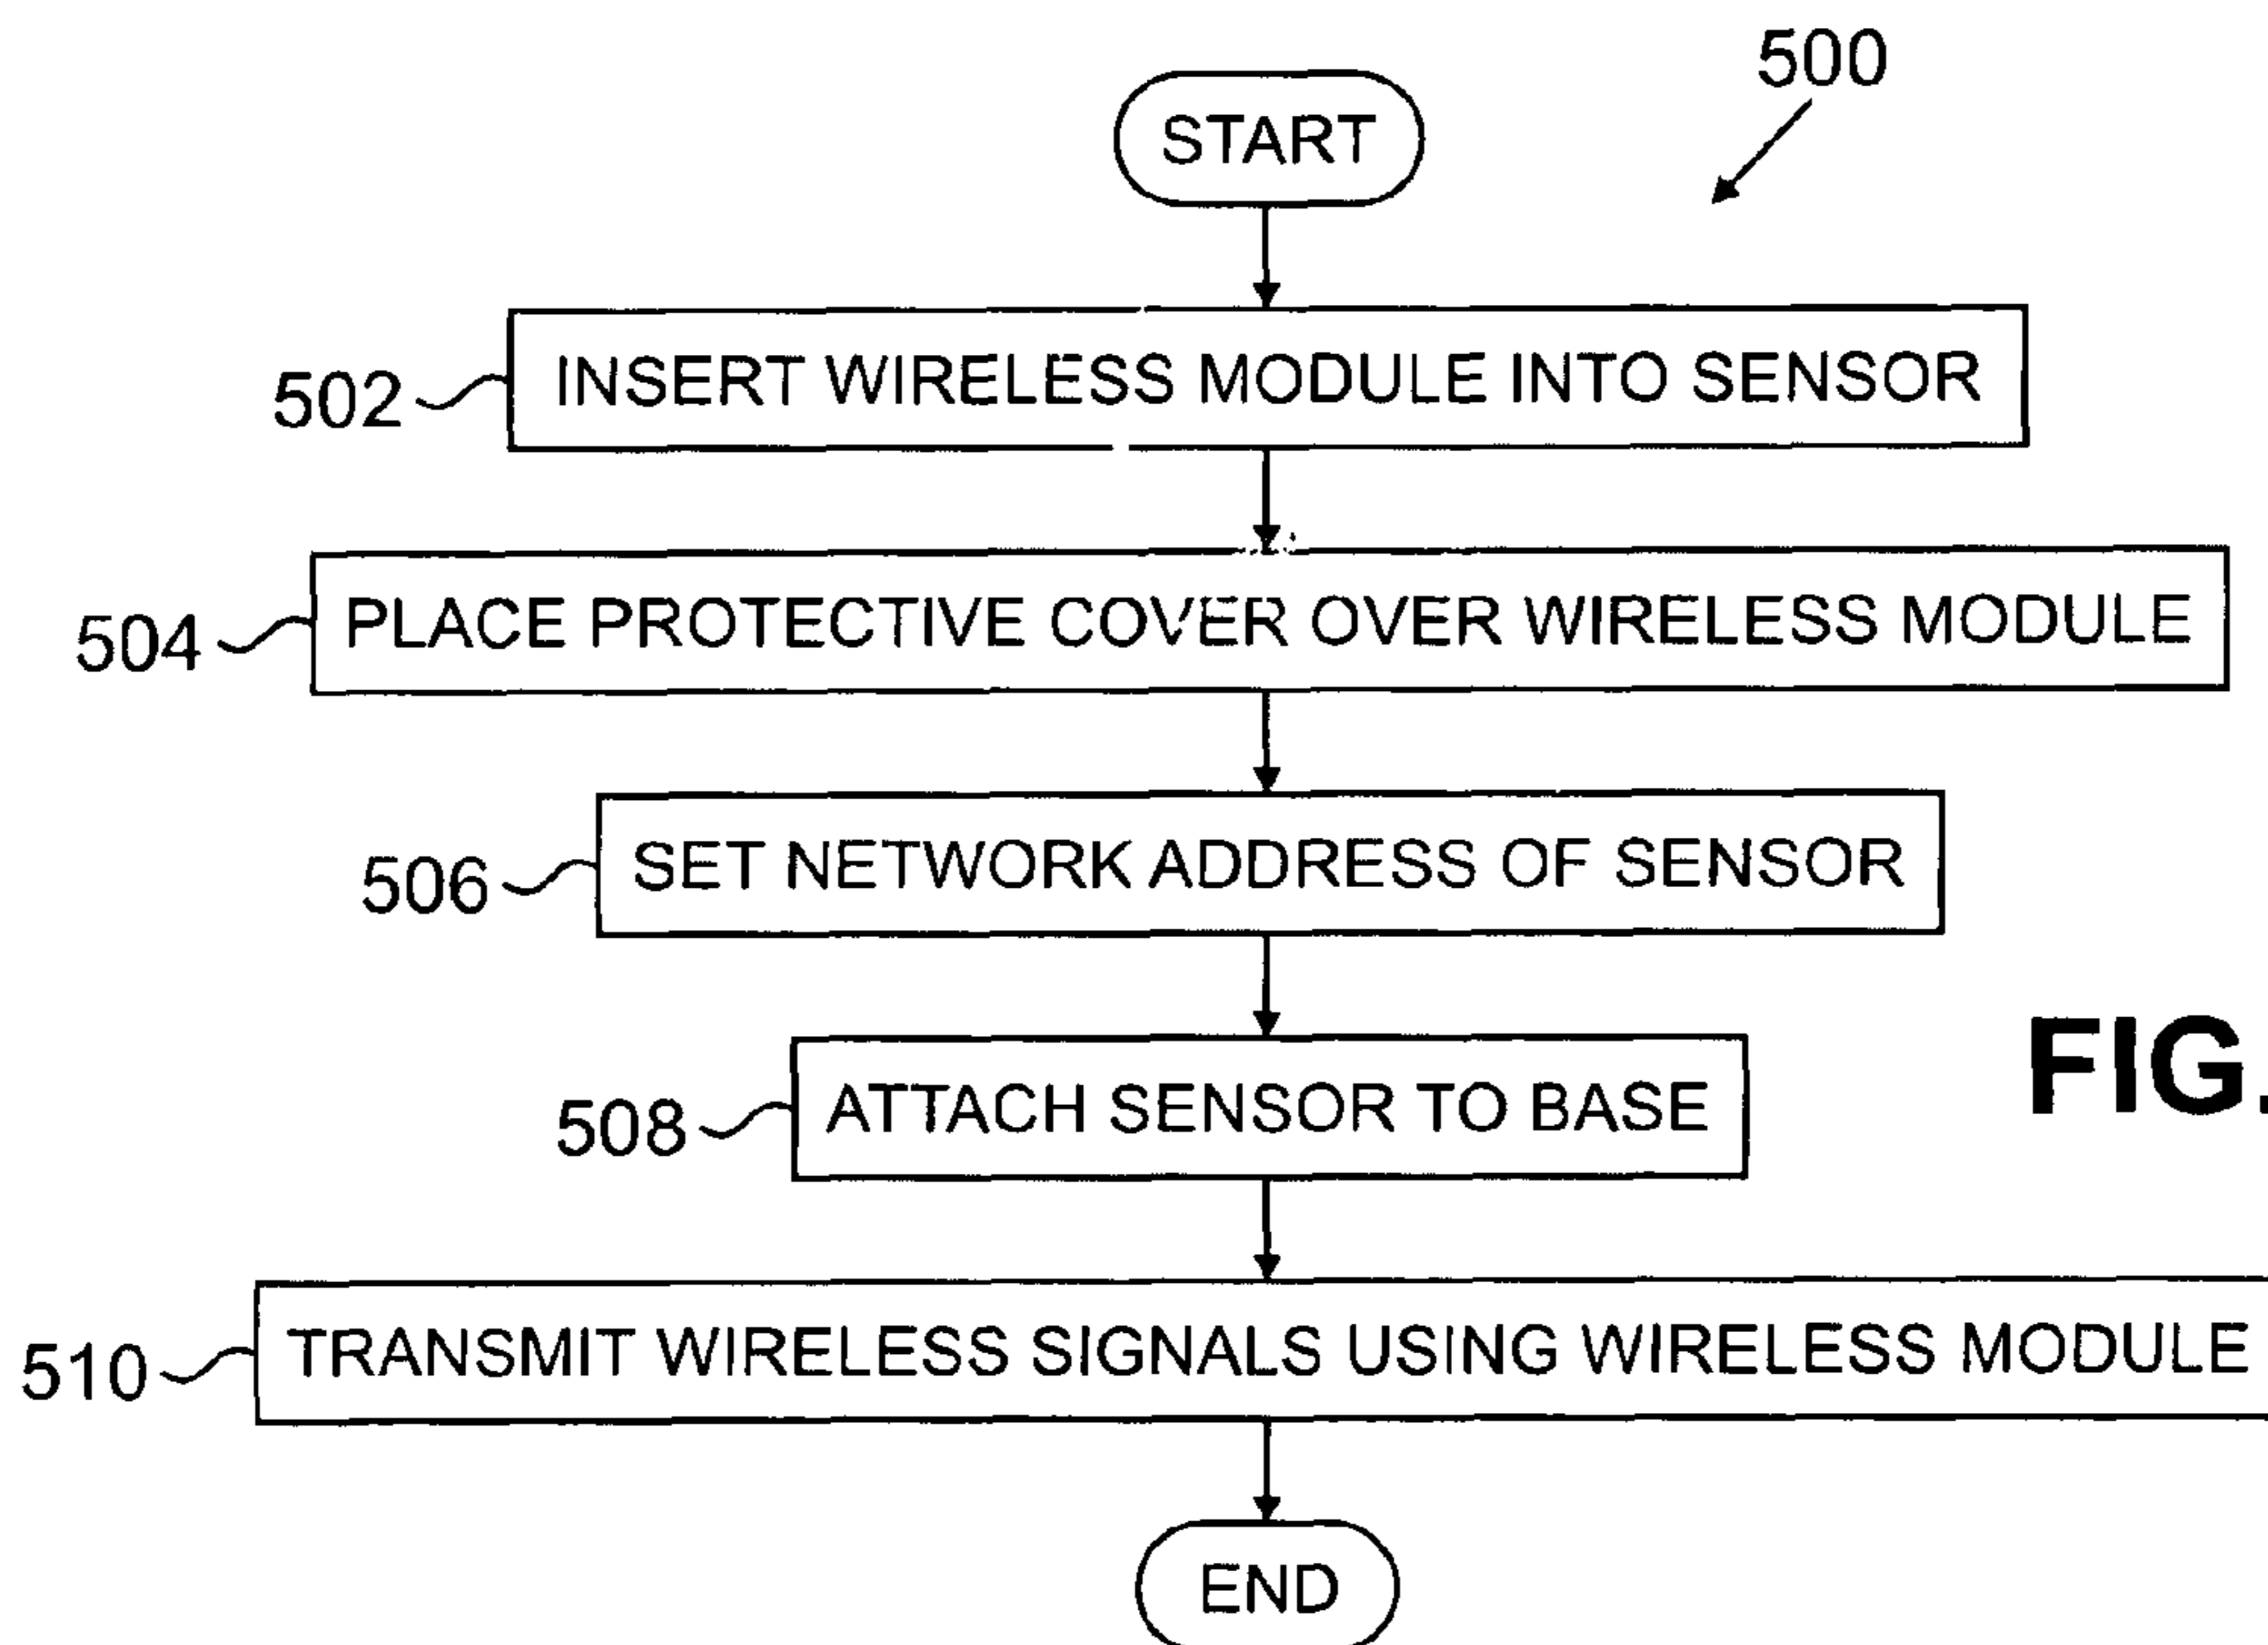 500
START
502 INSERT WIRELESS MODULE INTO SENSOR
504 PLACE PROTECTIVE COVER OVER WIRELESS MODULE
506 SET NETWORK ADDRESS OF SENSOR
FIG.
508 ATTACH SENSOR TO BASE
510 TRANSMIT WIRELESS SIGNALS USING WIRELESS MODULE
END